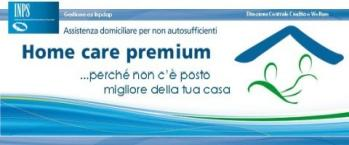 INPS
Gestione ex Inpdap
Direzione Centrale Credito e Welfare
Assistenza domiciliare per non autosufficienti
Home care premium
...perché non c'è posto
migliore della tua casa